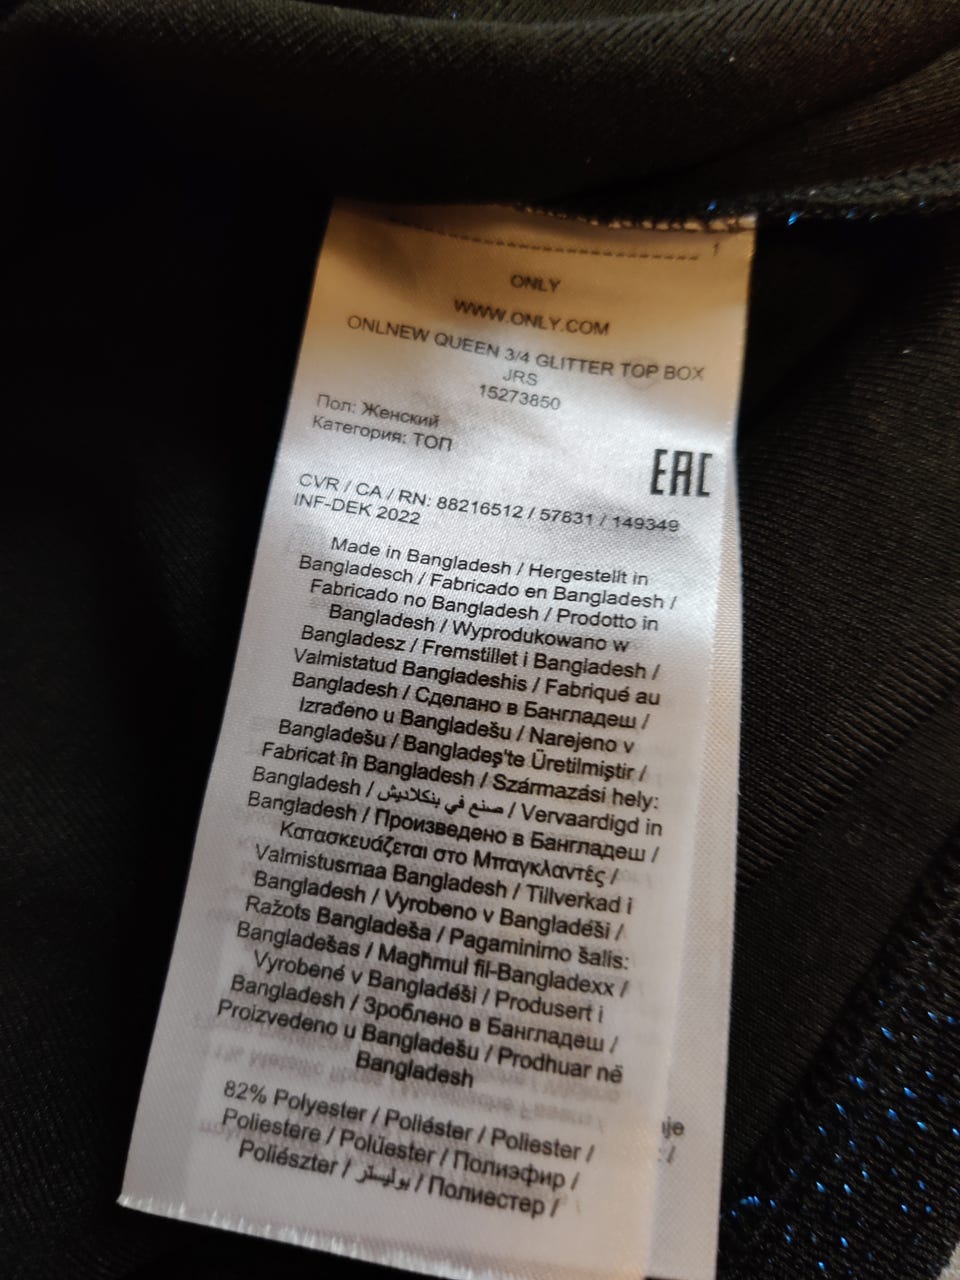 1
ONLY
WWW.ONLY.COM
ONLNEW QUEEN 3/4 GLITTER TOP BOX
JRS
15273850
Пол: Женский
Категория: ТОП
EAC
CVR / CA / RN: 88216512 / 57831 / 149349
INF-DEK 2022
Made in Bangladesh / Hergestellt in
Bangladesch / Fabricado en Bangladesh /
Fabricado no Bangladesh / Prodotto in
Bangladesh / Wyprodukowano w
Bangladesz / Fremstillet i Bangladesh /
Valmistatud Bangladeshis / Fabriqué au
Bangladesh / Сделано в Бангладеш /
Izrađeno u Bangladešu / Narejeno v
Bangladešu / Bangladeş'te Üretilmiştir /
Fabricat în Bangladesh / Származási hely:
Bangladesh / صنع في بنكلاديش / Vervaardigd in
Bangladesh / Произведено в Бангладеш /
Κατασκευάζεται στο Μπαγκλαντές /
Valmistusmaa Bangladesh / Tillverkad i
Bangladesh / Vyrobeno v Bangladéši /
Ražots Bangladeša / Pagaminimo šalis:
Bangladešas / Magħmul fil-Bangladexx /
Vyrobené v Bangladéši / Produsert i
Bangladesh / Зроблено в Бангладеш /
Proizvedeno u Bangladešu / Prodhuar në
Bangladesh
82% Polyester / Poliéster / Poliester /
Poliestere / Polüester / Полиэфир /
Poliészter / بوليستر / Полиестер /